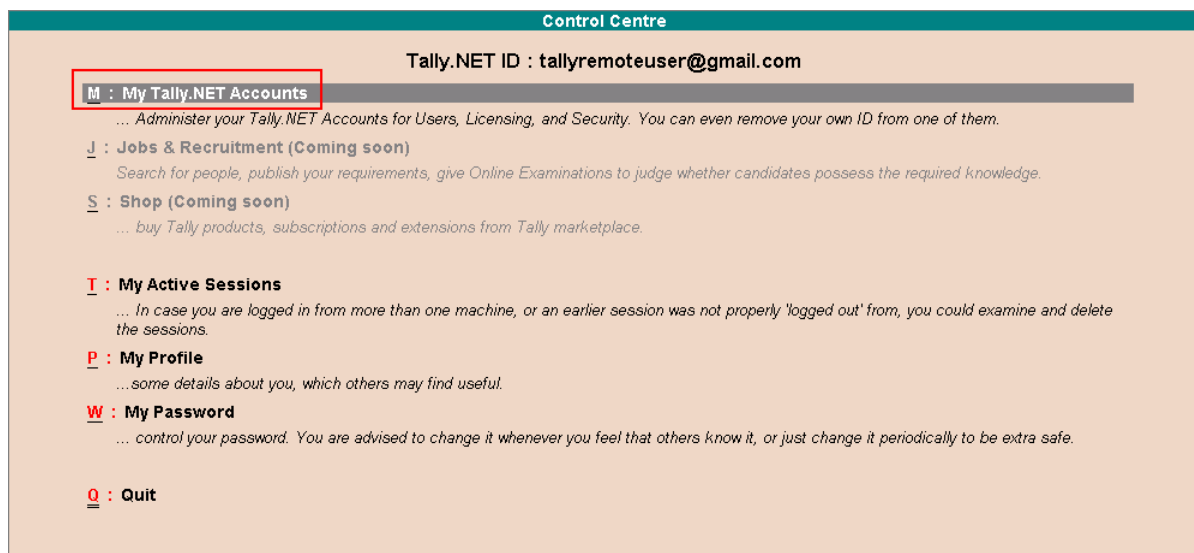 Control Centre
Tally.NET ID : tallyremoteuser@gmail.com
M : My Tally.NET Accounts
... Administer your Tally.NET Accounts for Users, Licensing, and Security. You can even remove your own ID from one of them.
J : Jobs & Recruitment (Coming soon)
Search for people, publish your requirements, give Online Examinations to judge whether candidates possess the required knowledge.
S : Shop (Coming soon)
... buy Tally products, subscriptions and extensions from Tally marketplace.
T : My Active Sessions
... In case you are logged in from more than one machine, or an earlier session was not properly 'logged out' from, you could examine and delete
the sessions.
P : My Profile
...some details about you, which others may find useful.
W : My Password
... control your password. You are advised to change it whenever you feel that others know it, or just change it periodically to be extra safe.
Q : Quit